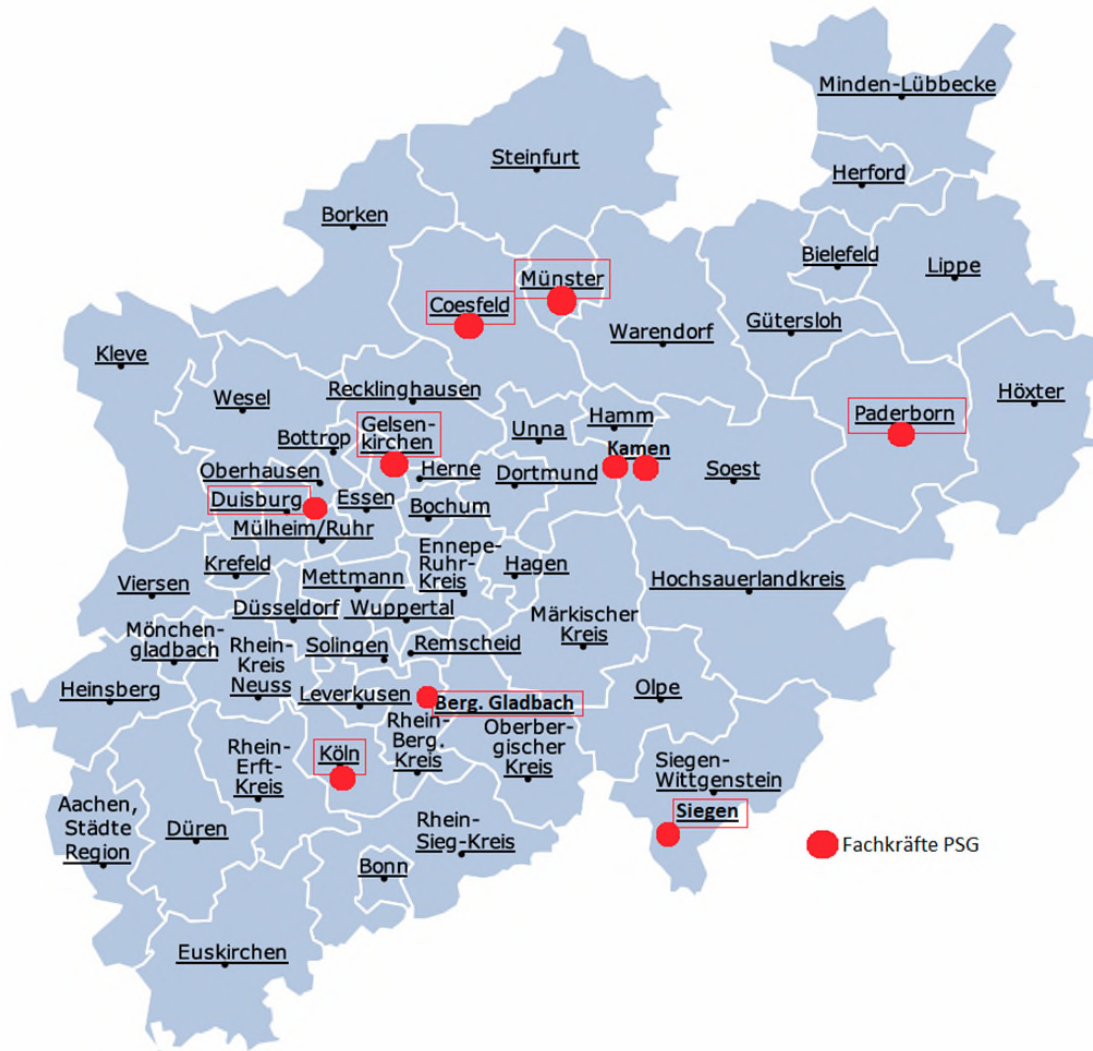 Minden-Lübbecke
Steinfurt
Herford
Borken
Bielefeld
Lippe
Münster
Coesfeld
Warendorf
Gütersloh
Kleve
Wesel
Recklinghausen
Höxter
Paderborn
Hamm
Unna
Gelsen-
kirchen
Bottrop
Kamen
Oberhausen
Herne
Dortmund
Soest
Duisburg
Essen
Bochum
Mülheim/Ruhr
Ennepe-
Ruhr-
Kreis
Krefeld
Hagen
Viersen
Mettmann
Hochsauerlandkreis
Düsseldorf
Wuppertal
Märkischer
Kreis
Mönchen-
gladbach
Rhein-
Kreis
Neuss
Solingen
Remscheid
Heinsberg
Leverkusen
Berg. Gladbach
Olpe
Rhein-
Berg.
Kreis
Oberber-
gischer
Kreis
Köln
Rhein-
Erft-
Kreis
Siegen-
Wittgenstein
Siegen
Aachen,
Städte
Region
Düren
Rhein-
Sieg-Kreis
Fachkräfte PSG
Bonn
Euskirchen